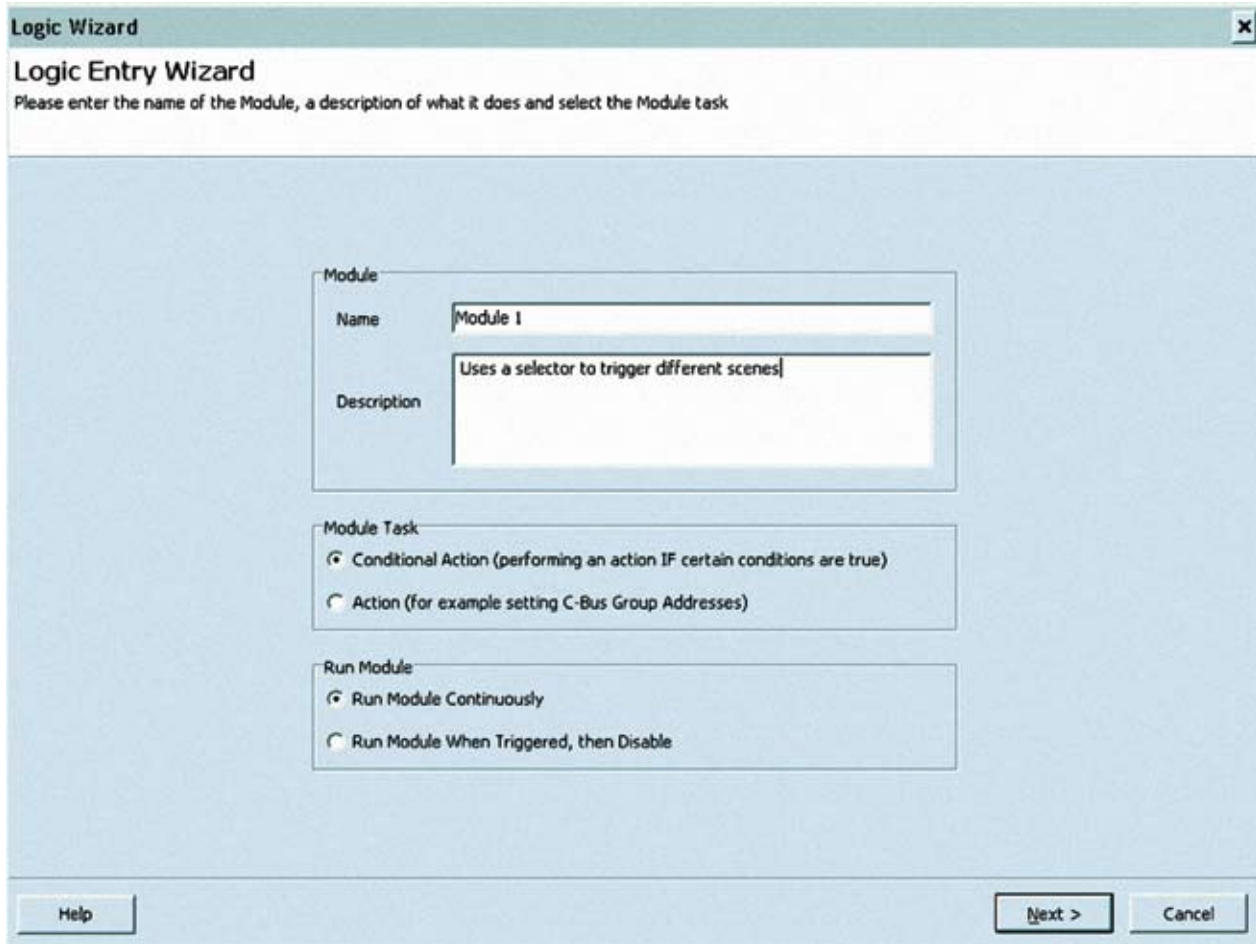 Logic Wizard
Logic Entry Wizard
Please enter the name of the Module, a description of what it does and select the Module task
Module
Name
Module 1
Description
Uses a selector to trigger different scenes
Module Task
Conditional Action (performing an action IF certain conditions are true)
Action (for example setting C-Bus Group Addresses)
Run Module
Run Module Continuously
Run Module When Triggered, then Disable
Help
Next >
Cancel